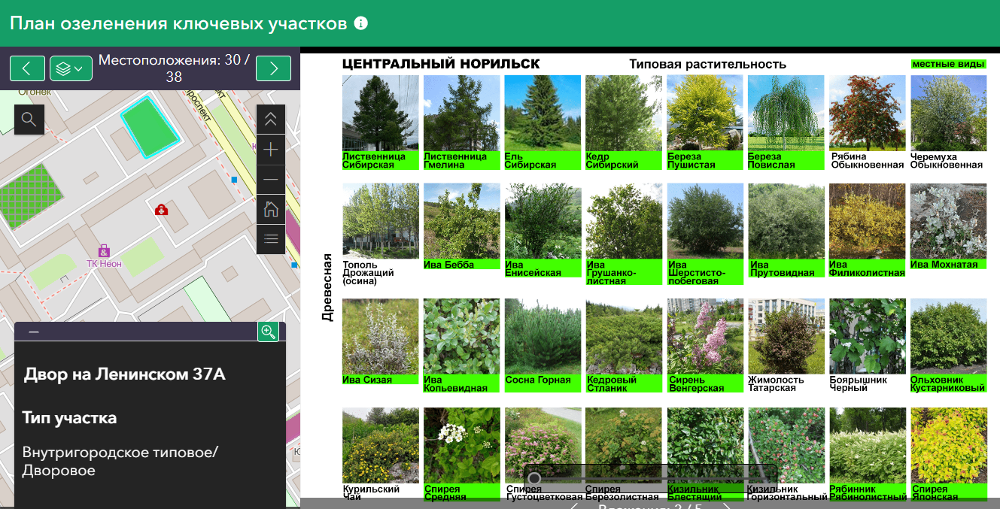 План озеленения ключевых участков
Местоположения: 30 /
38
Огонек
проспект
ТК Неон
Двор на Ленинском 37А
Тип участка
Внутригородское типовое/
Дворовое
ЦЕНТРАЛЬНЫЙ НОРИЛЬСК
Типовая растительность
местные виды
Древесная
Лиственница
Сибирская
Лиственница
Гмелина
Ель
Сибирская
Кедр
Сибирский
Береза
Пушистая
Береза
Повислая
Рябина
Обыкновенная
Черемуха
Обыкновенная
Тополь
Дрожащий
(осина)
Ива Бебба
Ива
Енисейская
Ива
Грушанко-
листная
Ива
Шерстисто-
побеговая
Ива
Прутовидная
Ива
Филиколистная
Ива Мохнатая
Ива Сизая
Ива
Копьевидная
Сосна Горная
Кедровый
Стланик
Сирень
Венгерская
Жимолость
Татарская
Боярышник
Черный
Ольховник
Кустарниковый
Курильский
Чай
Спирея
Средняя
Спирея
Густоцветковая
Спирея
Березолистная
Кизильник
Блестящий
Кизильник
Горизонтальный
Рябинник
Рябинолистный
Спирея
Японская